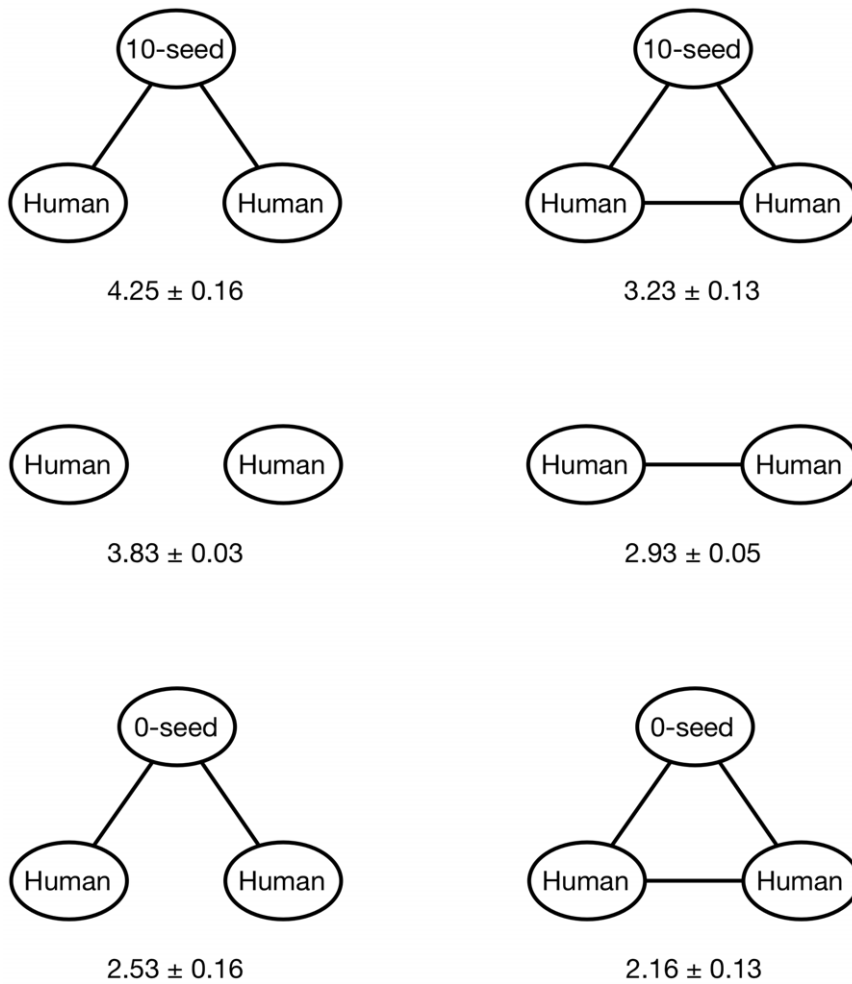 10-seed 10-seed
Human Human Human Human
4.25 ± 0.16 3.23 ± 0.13
Human Human Human Human
3.83 ± 0.03 2.93 ± 0.05
0-seed 0-seed
Human Human Human Human
2.53 ± 0.16 2.16 ± 0.13